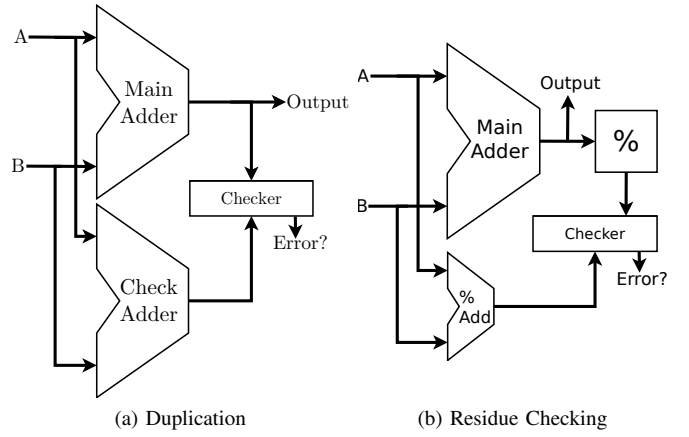 A
B
Main
Adder
Output
Checker
Error?
Check
Adder
(a) Duplication
A
B
Main
Adder
Output
%
Checker
Error?
%
Add
(b) Residue Checking